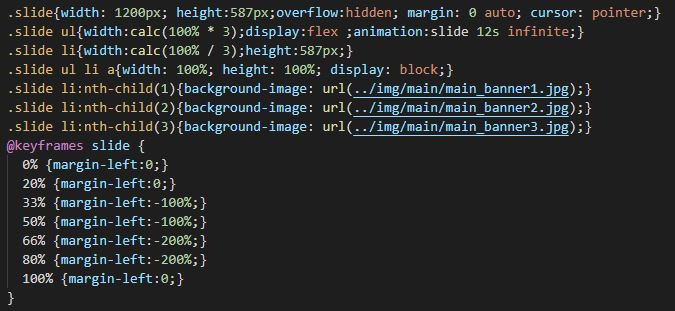 .slide{width: 1200px; height:587px;overflow:hidden; margin: 0 auto; cursor: pointer;}
.slide ul{width:calc(100% * 3);display:flex ;animation:slide 12s infinite;}
.slide li{width:calc(100% / 3);height:587px;}
.slide ul li a{width: 100%; height: 100%; display: block;}
.slide li:nth-child(1){background-image: url(../img/main/main_banner1.jpg);}
.slide li:nth-child(2){background-image: url(../img/main/main_banner2.jpg);}
.slide li:nth-child(3){background-image: url(../img/main/main_banner3.jpg);}
@keyframes slide {
  0% {margin-left:0;}
  20% {margin-left:0;}
  33% {margin-left:-100%;}
  50% {margin-left:-100%;}
  66% {margin-left:-200%;}
  80% {margin-left:-200%;}
  100% {margin-left:0;}
}